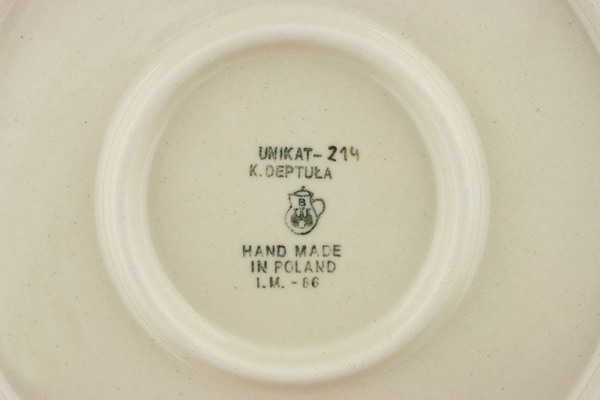 UNIKAT-214
K. DEPTUŁA
B
HAND MADE
IN POLAND
I.M. -86